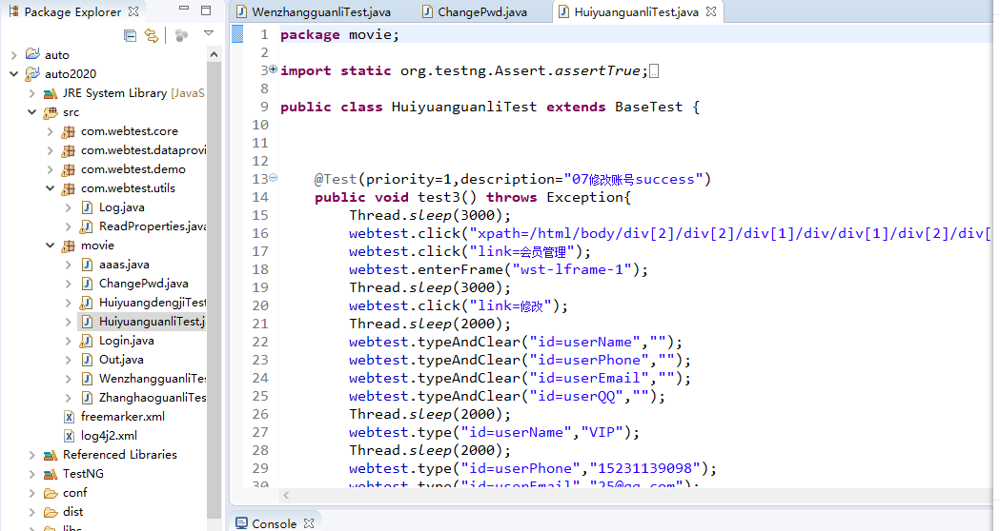 Package Explorer
auto
auto2020
JRE System Library [JavaS
src
com.webtest.core
com.webtest.dataprovi
com.webtest.demo
com.webtest.utils
Log.java
ReadProperties.java
movie
aaas.java
ChangePwd.java
HuiyuangdengjiTest
HuiyuanguanliTest.j
Login.java
Out.java
WenzhangguanliTes
ZhanghaoguanliTes
freemarker.xml
log4j2.xml
Referenced Libraries
TestNG
conf
dist
libs
WenzhangguanliTest.java ChangePwd.java HuiyuanguanliTest.java
1 package movie;
2
3 import static org.testng.Assert.assertTrue;
8
9 public class HuiyuanguanliTest extends BaseTest {
10
11
12
13 @Test(priority=1,description="07修改账号success")
14 public void test3() throws Exception{
15 Thread.sleep(3000);
16 webtest.click("xpath=/html/body/div[2]/div[2]/div[1]/div/div[1]/div[2]/div[
17 webtest.click("link=会员管理");
18 webtest.enterFrame("wst-lframe-1");
19 Thread.sleep(3000);
20 webtest.click("link=修改");
21 Thread.sleep(2000);
22 webtest.typeAndClear("id=userName","");
23 webtest.typeAndClear("id=userPhone","");
24 webtest.typeAndClear("id=userEmail","");
25 webtest.typeAndClear("id=userQQ","");
26 Thread.sleep(2000);
27 webtest.type("id=userName","VIP");
28 Thread.sleep(2000);
29 webtest.type("id=userPhone","15231139098");
30 webtest.type("id=userEmail","25@qq.com");
Console